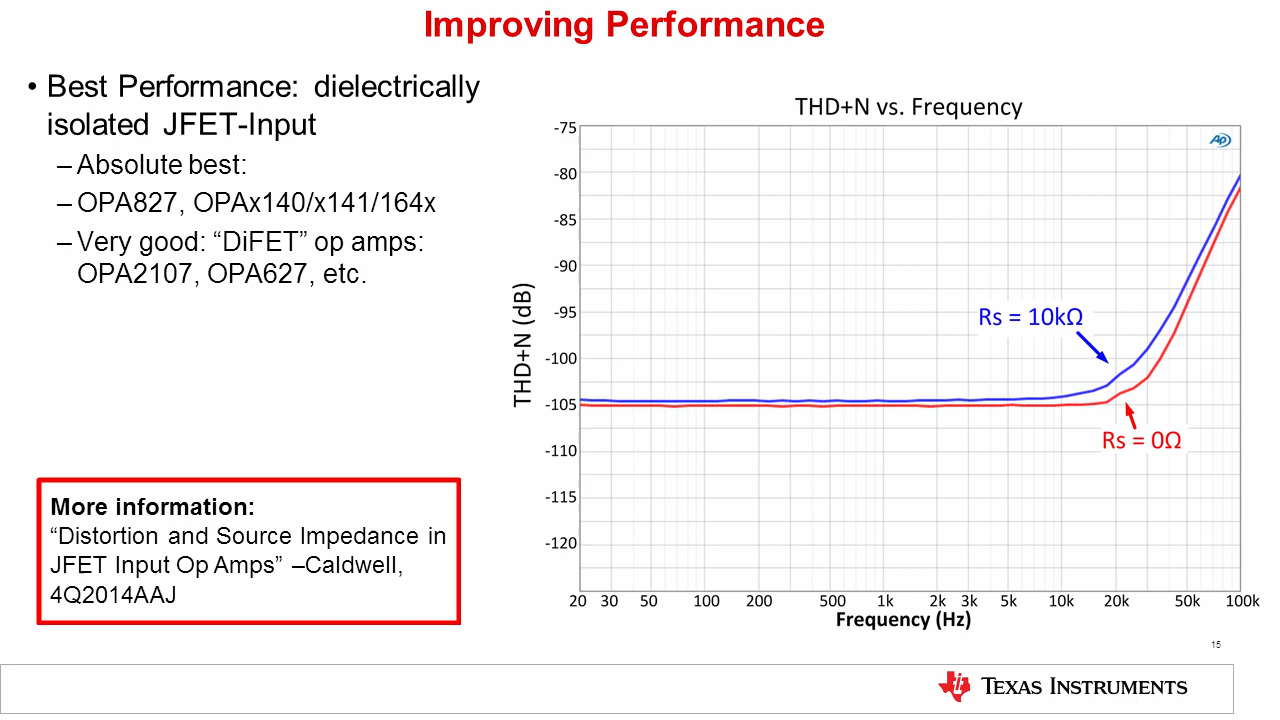 Improving Performance
• Best Performance: dielectrically
isolated JFET-Input
– Absolute best:
– OPA827, OPAx140/x141/164x
– Very good: “DiFET” op amps:
OPA2107, OPA627, etc.
More information:
“Distortion and Source Impedance in
JFET Input Op Amps” –Caldwell,
4Q2014AAJ
THD+N vs. Frequency
AP
THD+N (dB)
-75
-80
-85
-90
-95
-100
-105
-110
-115
-120
Rs = 10kΩ
Rs = 0Ω
20 30 50 100 200 500 1k 2k 3k 5k 10k 20k 50k 100k
Frequency (Hz)
15
TEXAS INSTRUMENTS